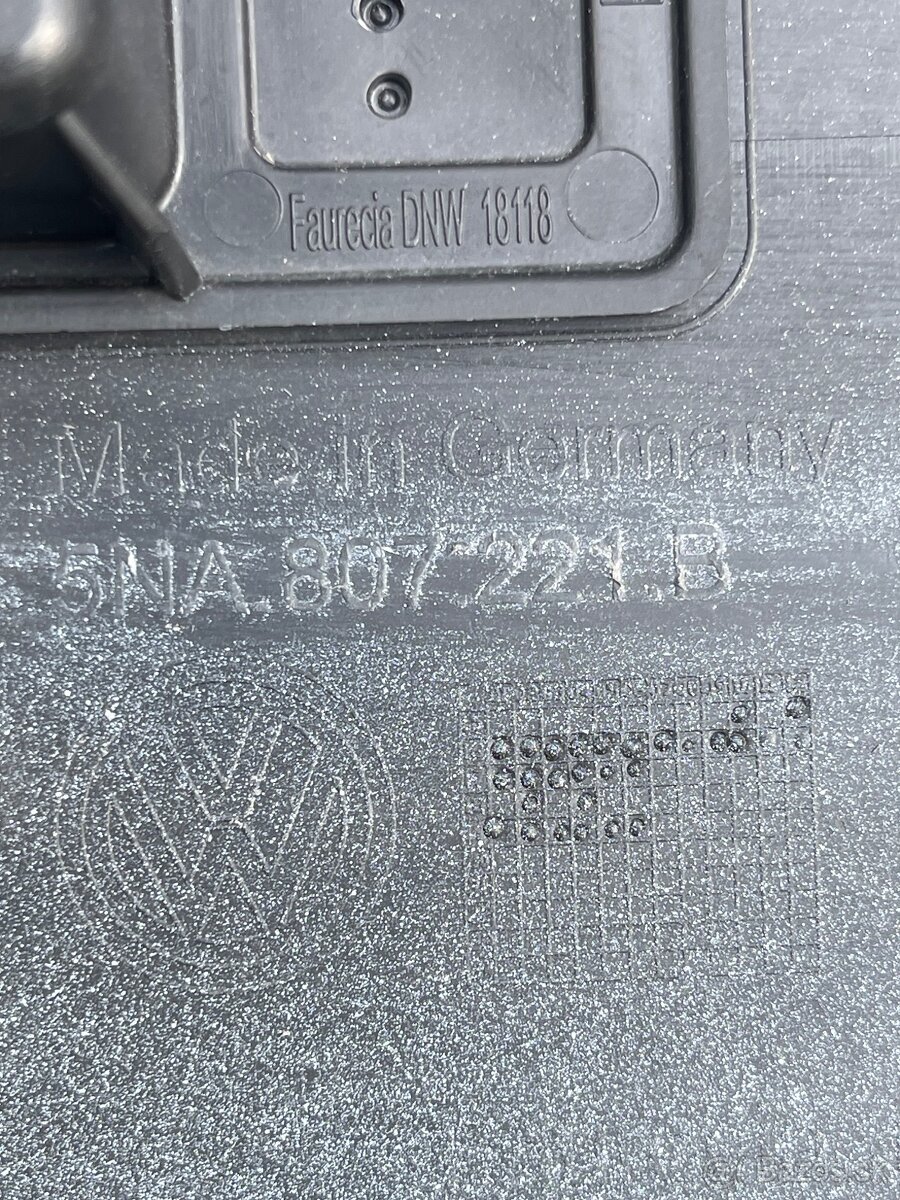 Faurecia DNW 18118
Made in Germany
5NA.807.221.B